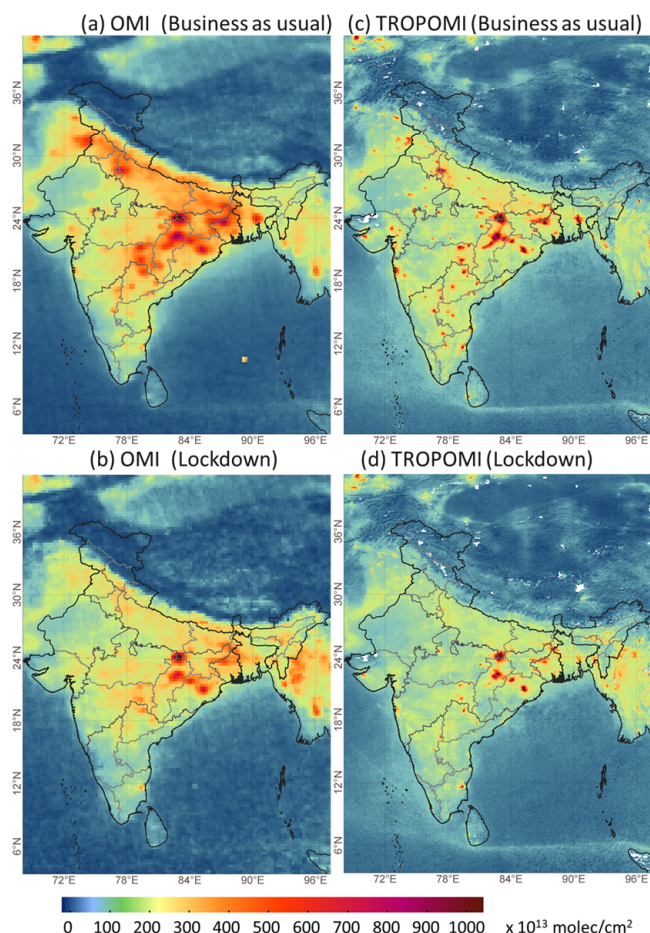 (a) OMI (Business as usual)
(c) TROPOMI (Business as usual)
36°N
30°N
24°N
18°N
12°N
6°N
36°N
30°N
24°N
18°N
12°N
6°N
72°E 78°E 84°E 90°E 96°E
72°E 78°E 84°E 90°E 96°E
(b) OMI (Lockdown)
(d) TROPOMI (Lockdown)
36°N
30°N
24°N
18°N
12°N
6°N
36°N
30°N
24°N
18°N
12°N
6°N
72°E 78°E 84°E 90°E 96°E
72°E 78°E 84°E 90°E 96°E
0 100 200 300 400 500 600 700 800 900 1000 x 10¹³ molec/cm²